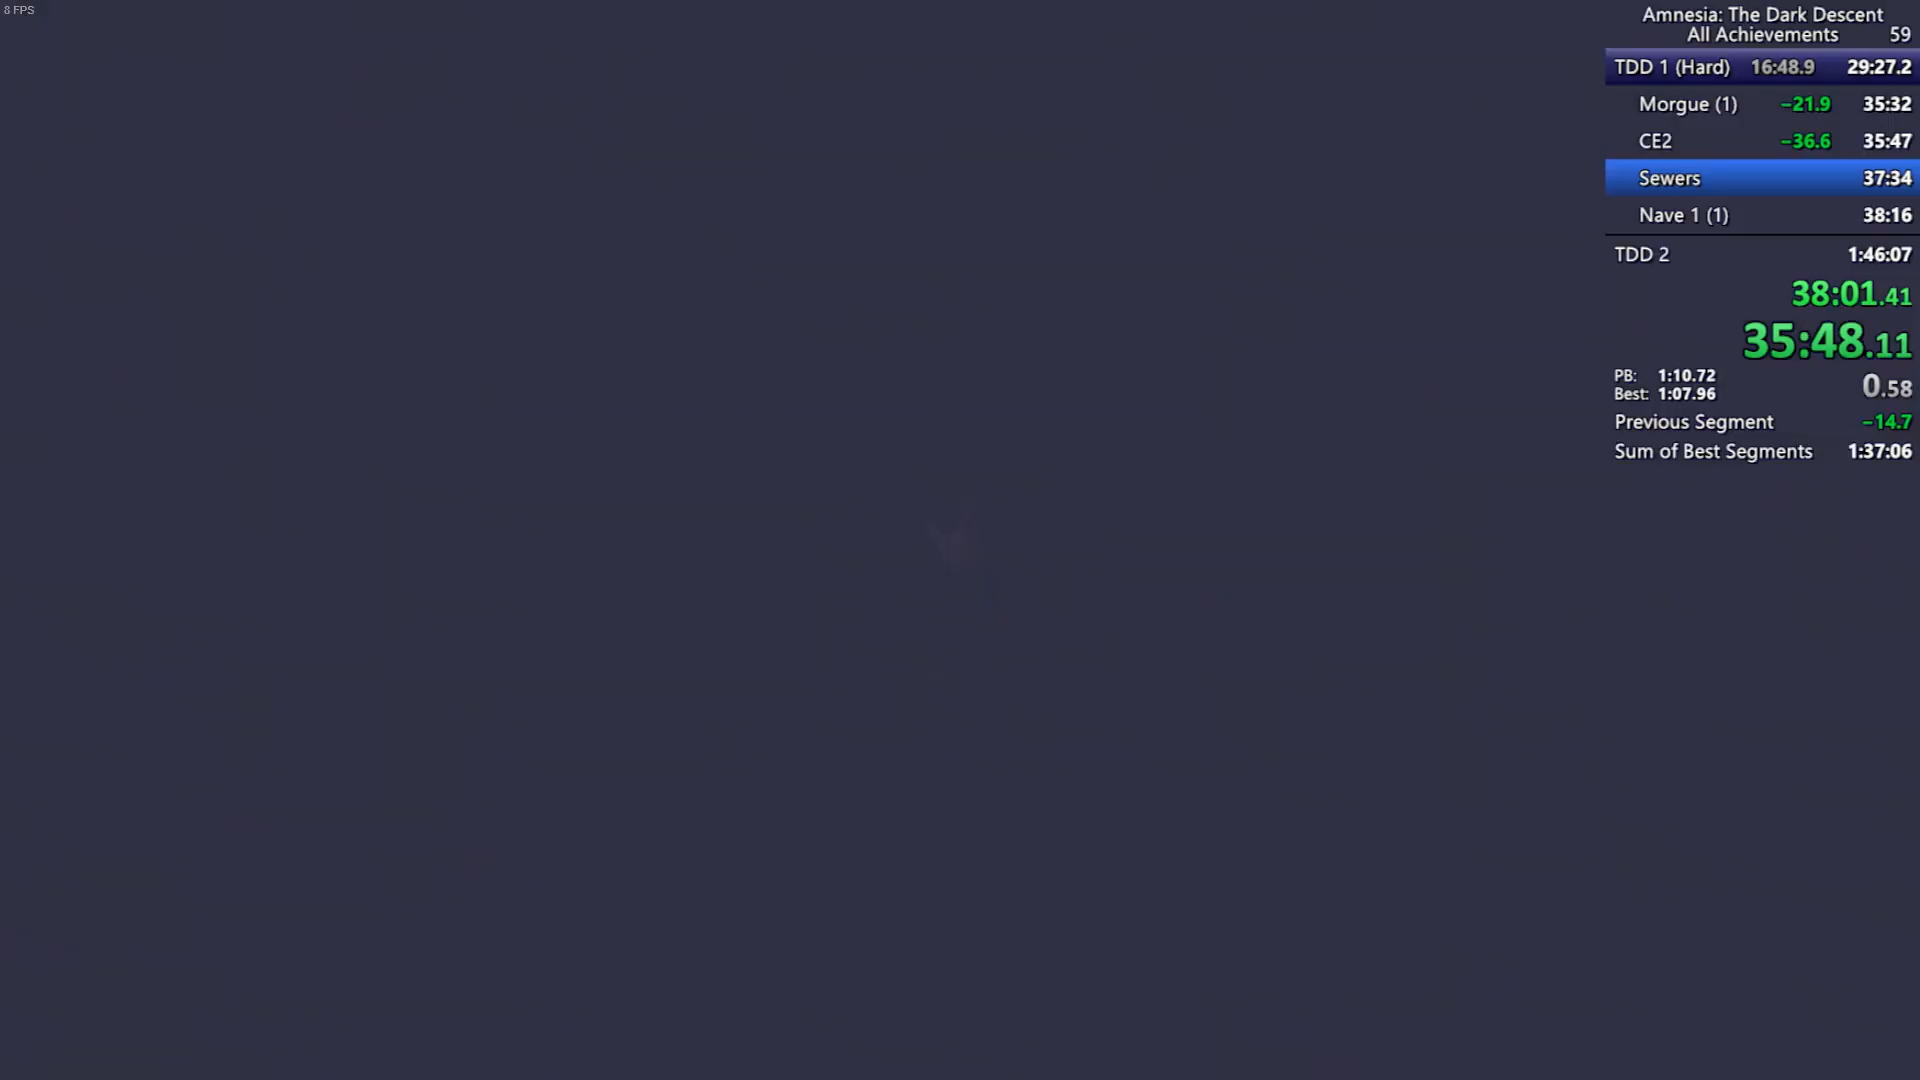 8 FPS
Amnesia: The Dark Descent
All Achievements 59
TDD 1 (Hard) 16:48.9 29:27.2
Morgue (1) −21.9 35:32
CE2 −36.6 35:47
Sewers 37:34
Nave 1 (1) 38:16
TDD 2 1:46:07
38:01.41
35:48.11
PB: 1:10.72 0.58
Best: 1:07.96
Previous Segment −14.7
Sum of Best Segments 1:37:06